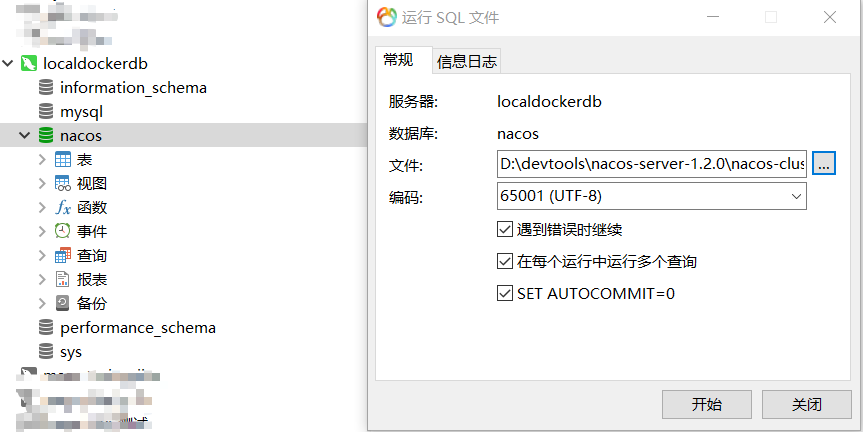 localdockerdb
information_schema
mysql
nacos
表
视图
函数
事件
查询
报表
备份
performance_schema
sys
运行 SQL 文件
常规
信息日志
服务器: localdockerdb
数据库: nacos
文件: D:\devtools\nacos-server-1.2.0\nacos-clus ...
编码: 65001 (UTF-8)
遇到错误时继续
在每个运行中运行多个查询
SET AUTOCOMMIT=0
开始
关闭